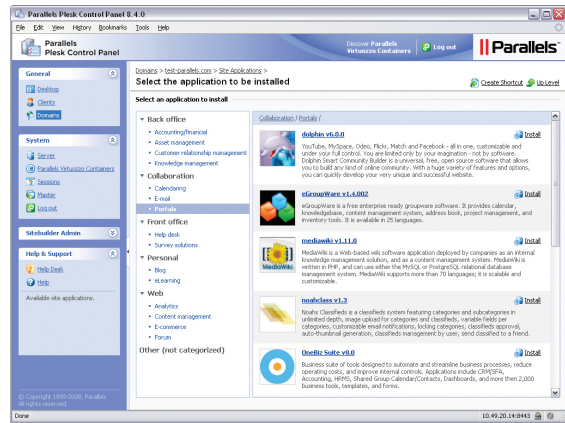 Parallels Plesk Control Panel 8.4.0
File Edit View History Bookmarks Tools Help
Parallels
Plesk Control Panel
Discover Parallels
Virtuozzo Containers
Log out
Parallels
General
Desktop
Clients
Domains
System
Server
Parallels Virtuozzo Containers
Sessions
Master
Log out
Sitebuilder Admin
Help & Support
Help Desk
Help
Available site applications.
© Copyright 1999-2008, Parallels
All rights reserved
Domains > test-parallels.com > Site Applications >
Select the application to be installed
Create Shortcut Up Level
Select an application to install
Back office
Accounting/financial
Asset management
Customer relationship management
Knowledge management
Collaboration
Calendaring
E-mail
Portals
Front office
Help desk
Survey solutions
Personal
Blog
eLearning
Web
Analytics
Content management
E-commerce
Forum
Other (not categorized)
Collaboration / Portals /
dolphin v6.0.0 Install
YouTube, MySpace, Odeo, Flickr, Match and Facebook - all in one, customizable and
under your full control. You are limited only by your imagination - not by software.
Dolphin Smart Community Builder is a universal, free, open source software that allows
you to build any kind of online community. With a huge variety of features and options,
you can quickly develop your very unique and successful website.
eGroupWare v1.4.002 Install
eGroupWare is a free enterprise ready groupware software. It provides calendar,
knowledgebase, content management system, address book, project management, and
inventory tools. It is available in 25 languages.
mediawiki v1.11.0 Install
MediaWiki
MediaWiki is a Web-based wiki software application deployed by companies as an internal
knowledge management solution, and as a content management system. MediaWiki is
written in PHP, and can use either the MySQL or PostgreSQL relational database
management system. MediaWiki supports more than 70 languages; it is scalable and
customizable.
noahclass v1.3 Install
Noahs Classifieds is a classifieds system featuring categories and subcategories in
unlimited depth, image upload for categories and classifieds, variable fields per
categories, customizable email notifications, locking categories, classifieds approval,
auto-thumbnail generation, classifieds management by user, send classified to a friend.
OneBiz Suite v8.0 Install
Business suite of tools designed to automate and streamline business processes, reduce
operating costs, and improve internal controls. Applications include CRM/SFA,
Accounting, HRMS, Shared Group Calendar/Contacts, Dashboards, and more then 2,000
business tools, templates, and forms.
Done
10.49.20.14:8443